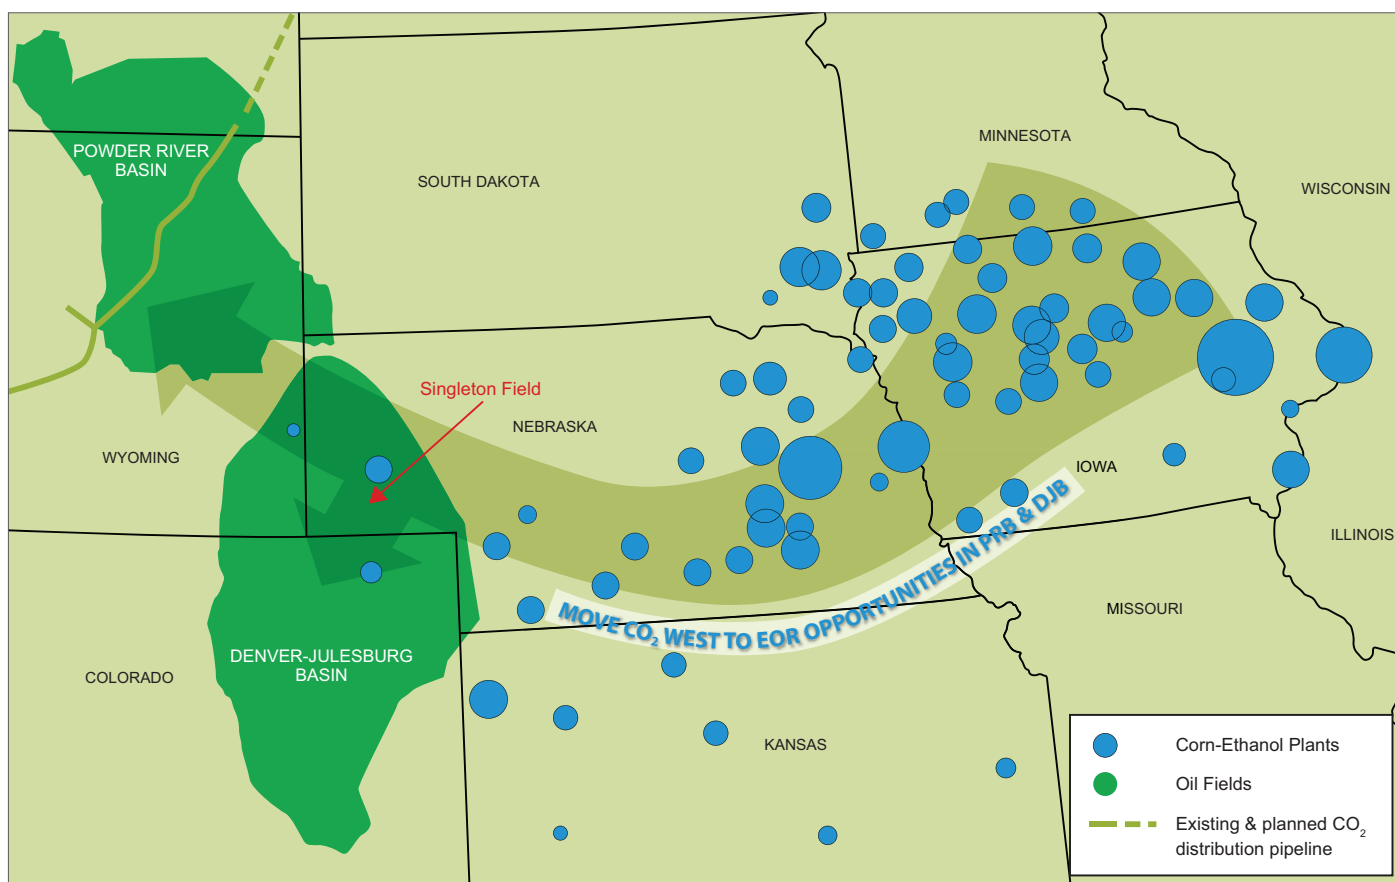 MINNESOTA
POWDER RIVER
BASIN
SOUTH DAKOTA
WISCONSIN
Singleton Field
NEBRASKA
WYOMING
IOWA
ILLINOIS
MOVE CO₂ WEST TO EOR OPPORTUNITIES IN PRB & DJB
MISSOURI
DENVER-JULESBURG
BASIN
COLORADO
KANSAS
Corn-Ethanol Plants
Oil Fields
Existing & planned CO₂
distribution pipeline